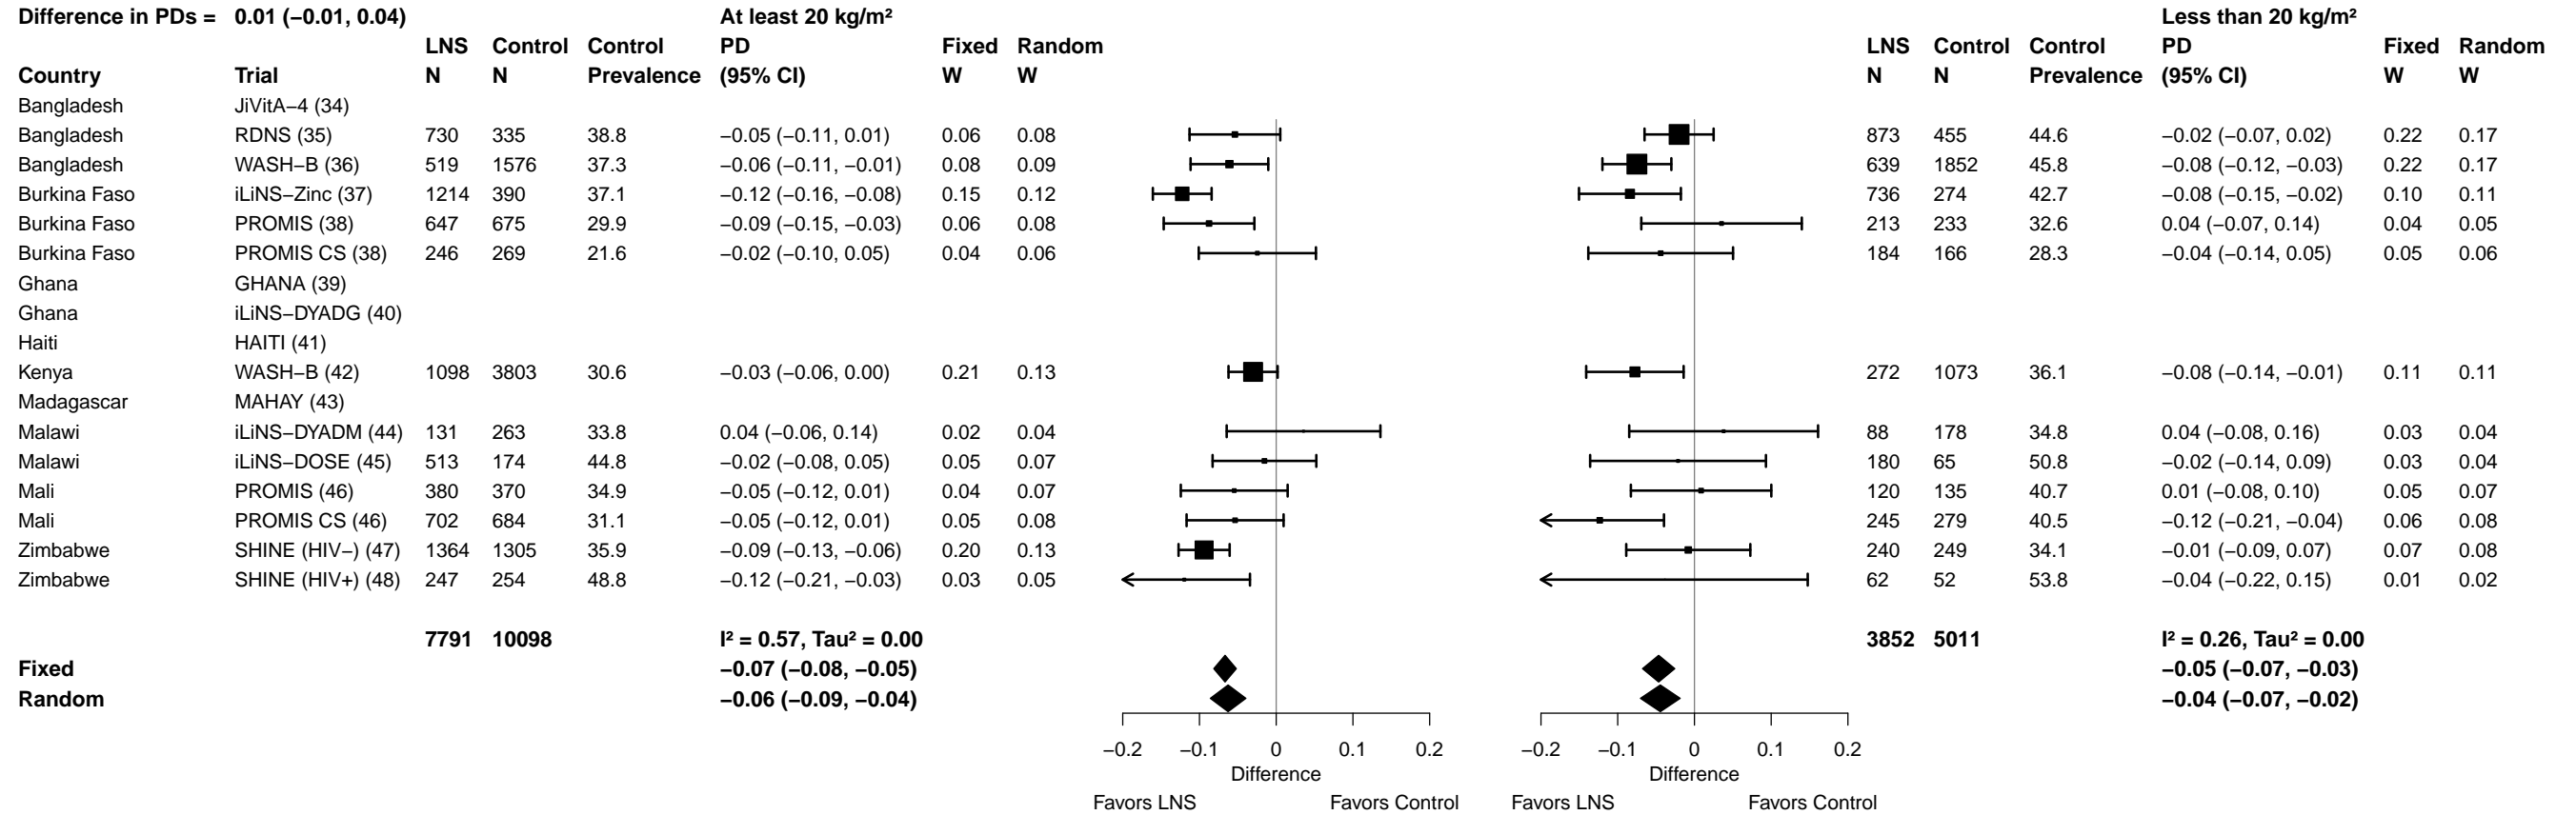 Difference in PDs = 0.01 (−0.01, 0.04) At least 20 kg/m² Less than 20 kg/m²
LNS Control Control PD Fixed Random LNS Control Control PD Fixed Random
Country Trial N N Prevalence (95% CI) W W N N Prevalence (95% CI) W W
Bangladesh JiVitA−4 (34)
Bangladesh RDNS (35) 730 335 38.8 −0.05 (−0.11, 0.01) 0.06 0.08 873 455 44.6 −0.02 (−0.07, 0.02) 0.22 0.17
Bangladesh WASH−B (36) 519 1576 37.3 −0.06 (−0.11, −0.01) 0.08 0.09 639 1852 45.8 −0.08 (−0.12, −0.03) 0.22 0.17
Burkina Faso iLiNS−Zinc (37) 1214 390 37.1 −0.12 (−0.16, −0.08) 0.15 0.12 736 274 42.7 −0.08 (−0.15, −0.02) 0.10 0.11
Burkina Faso PROMIS (38) 647 675 29.9 −0.09 (−0.15, −0.03) 0.06 0.08 213 233 32.6 0.04 (−0.07, 0.14) 0.04 0.05
Burkina Faso PROMIS CS (38) 246 269 21.6 −0.02 (−0.10, 0.05) 0.04 0.06 184 166 28.3 −0.04 (−0.14, 0.05) 0.05 0.06
Ghana GHANA (39)
Ghana iLiNS−DYADG (40)
Haiti HAITI (41)
Kenya WASH−B (42) 1098 3803 30.6 −0.03 (−0.06, 0.00) 0.21 0.13 272 1073 36.1 −0.08 (−0.14, −0.01) 0.11 0.11
Madagascar MAHAY (43)
Malawi iLiNS−DYADM (44) 131 263 33.8 0.04 (−0.06, 0.14) 0.02 0.04 88 178 34.8 0.04 (−0.08, 0.16) 0.03 0.04
Malawi iLiNS−DOSE (45) 513 174 44.8 −0.02 (−0.08, 0.05) 0.05 0.07 180 65 50.8 −0.02 (−0.14, 0.09) 0.03 0.04
Mali PROMIS (46) 380 370 34.9 −0.05 (−0.12, 0.01) 0.04 0.07 120 135 40.7 0.01 (−0.08, 0.10) 0.05 0.07
Mali PROMIS CS (46) 702 684 31.1 −0.05 (−0.12, 0.01) 0.05 0.08 245 279 40.5 −0.12 (−0.21, −0.04) 0.06 0.08
Zimbabwe SHINE (HIV−) (47) 1364 1305 35.9 −0.09 (−0.13, −0.06) 0.20 0.13 240 249 34.1 −0.01 (−0.09, 0.07) 0.07 0.08
Zimbabwe SHINE (HIV+) (48) 247 254 48.8 −0.12 (−0.21, −0.03) 0.03 0.05 62 52 53.8 −0.04 (−0.22, 0.15) 0.01 0.02
7791 10098 I² = 0.57, Tau² = 0.00 3852 5011 I² = 0.26, Tau² = 0.00
Fixed −0.07 (−0.08, −0.05) −0.05 (−0.07, −0.03)
Random −0.06 (−0.09, −0.04) −0.04 (−0.07, −0.02)
−0.2 −0.1 0 0.1 0.2 −0.2 −0.1 0 0.1 0.2
Difference Difference
Favors LNS Favors Control Favors LNS Favors Control